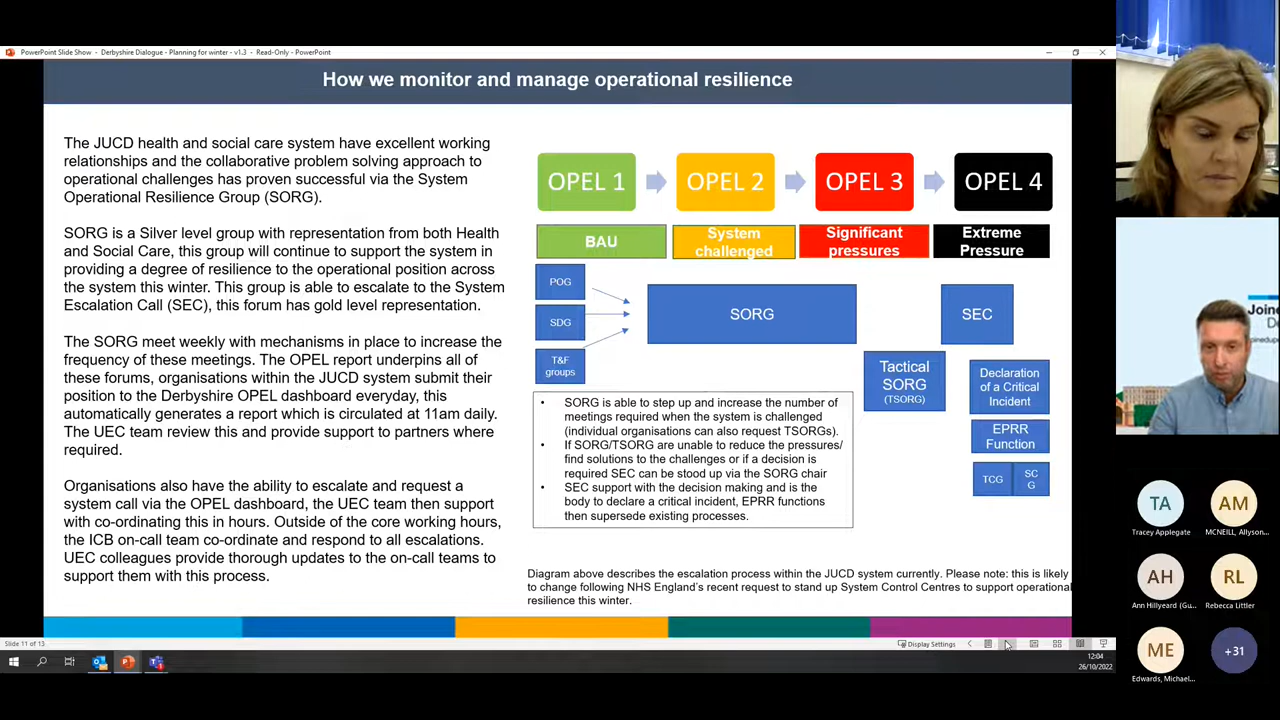 PowerPoint Slide Show - Derbyshire Dialogue - Planning for winter - v1.3 - Read-Only - PowerPoint
How we monitor and manage operational resilience
The JUCD health and social care system have excellent working
relationships and the collaborative problem solving approach to
operational challenges has proven successful via the System
Operational Resilience Group (SORG).
SORG is a Silver level group with representation from both Health
and Social Care, this group will continue to support the system in
providing a degree of resilience to the operational position across
the system this winter. This group is able to escalate to the System
Escalation Call (SEC), this forum has gold level representation.
The SORG meet weekly with mechanisms in place to increase the
frequency of these meetings. The OPEL report underpins all of
these forums, organisations within the JUCD system submit their
position to the Derbyshire OPEL dashboard everyday, this
automatically generates a report which is circulated at 11am daily.
The UEC team review this and provide support to partners where
required.
Organisations also have the ability to escalate and request a
system call via the OPEL dashboard, the UEC team then support
with co-ordinating this in hours. Outside of the core working hours,
the ICB on-call team co-ordinate and respond to all escalations.
UEC colleagues provide thorough updates to the on-call teams to
support them with this process.
OPEL 1
OPEL 2
OPEL 3
OPEL 4
BAU
System
challenged
Significant
pressures
Extreme
Pressure
POG
SDG
T&F
groups
SORG
SEC
Tactical
SORG
(TSORG)
Declaration
of a Critical
Incident
EPRR
Function
TCG
SC
G
• SORG is able to step up and increase the number of
meetings required when the system is challenged
(individual organisations can also request TSORGs).
• If SORG/TSORG are unable to reduce the pressures/
find solutions to the challenges or if a decision is
required SEC can be stood up via the SORG chair
• SEC support with the decision making and is the
body to declare a critical incident, EPRR functions
then supersede existing processes.
Diagram above describes the escalation process within the JUCD system currently. Please note: this is likely
to change following NHS England's recent request to stand up System Control Centres to support operational
resilience this winter.
Slide 11 of 13
Display Settings
12:04
26/10/2022
Joine
TA
Tracey Applegate
AM
MCNEILL, Allyson...
AH
Ann Hillyeard (Gu...
RL
Rebecca Littler
ME
Edwards, Michael...
+31